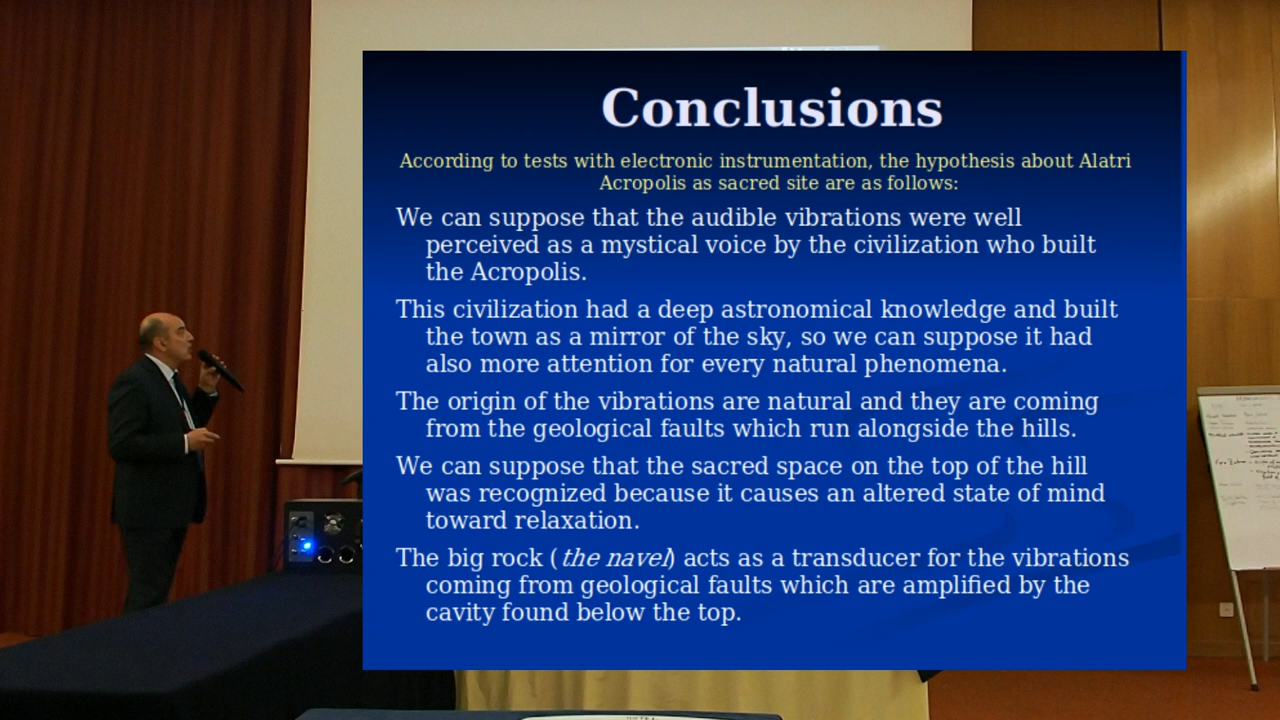 Conclusions
According to tests with electronic instrumentation, the hypothesis about Alatri
Acropolis as sacred site are as follows:
We can suppose that the audible vibrations were well
perceived as a mystical voice by the civilization who built
the Acropolis.
This civilization had a deep astronomical knowledge and built
the town as a mirror of the sky, so we can suppose it had
also more attention for every natural phenomena.
The origin of the vibrations are natural and they are coming
from the geological faults which run alongside the hills.
We can suppose that the sacred space on the top of the hill
was recognized because it causes an altered state of mind
toward relaxation.
The big rock (the navel) acts as a transducer for the vibrations
coming from geological faults which are amplified by the
cavity found below the top.